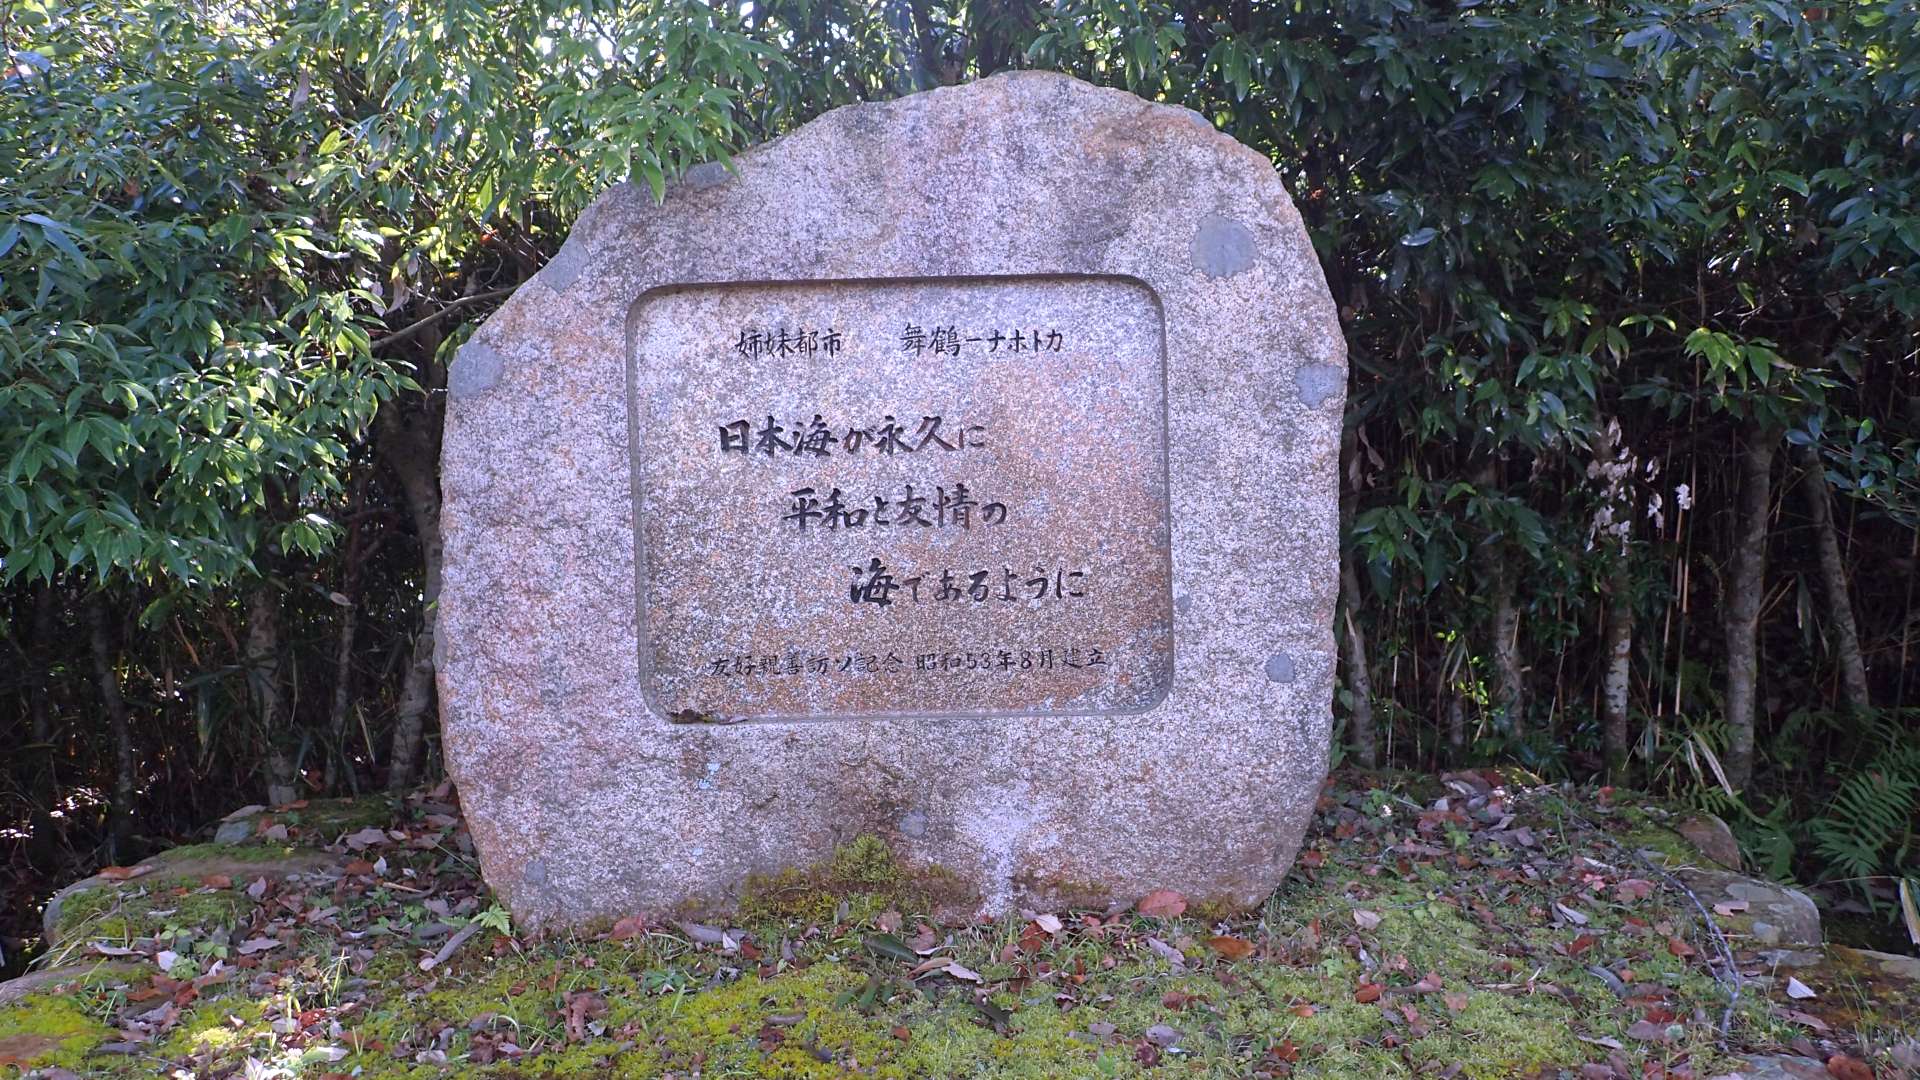 姉妹都市　舞鶴ーナホトカ
日本海が永久に
平和と友情の
海であるように
友好親善訪ソ記念 昭和53年8月建立